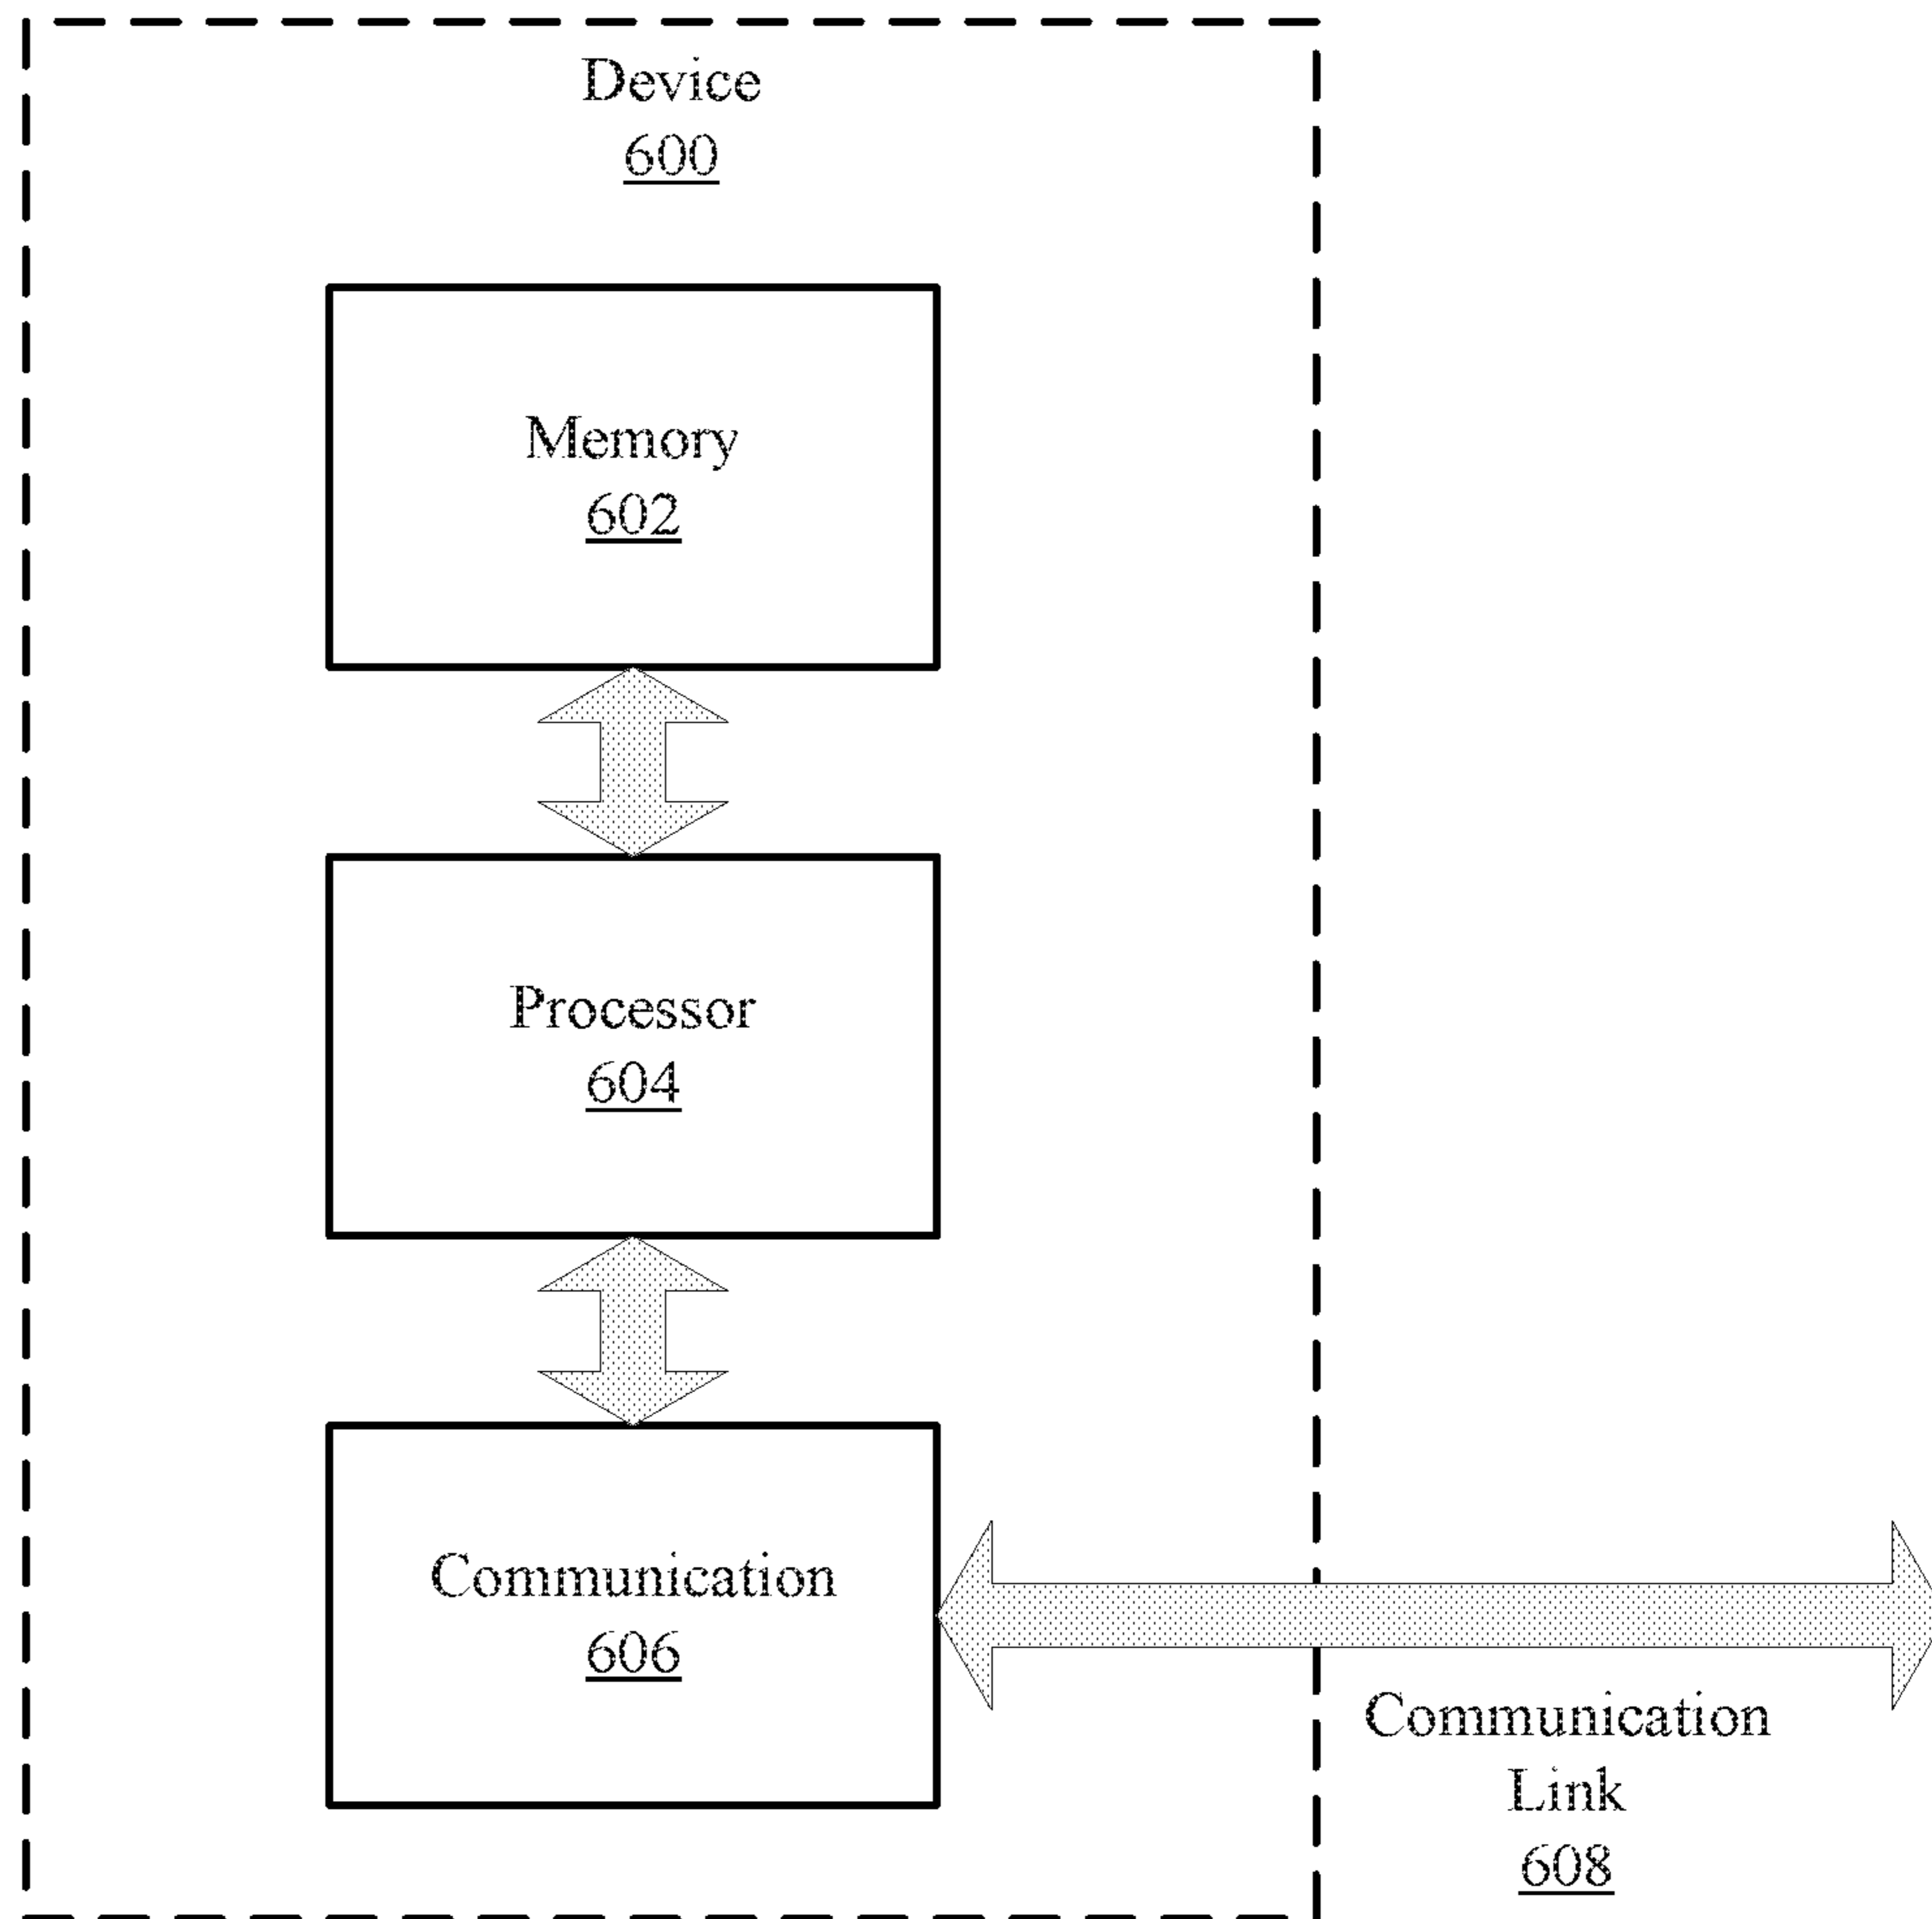 Device
600
Memory
602
Processor
604
Communication
606
Communication
Link
608